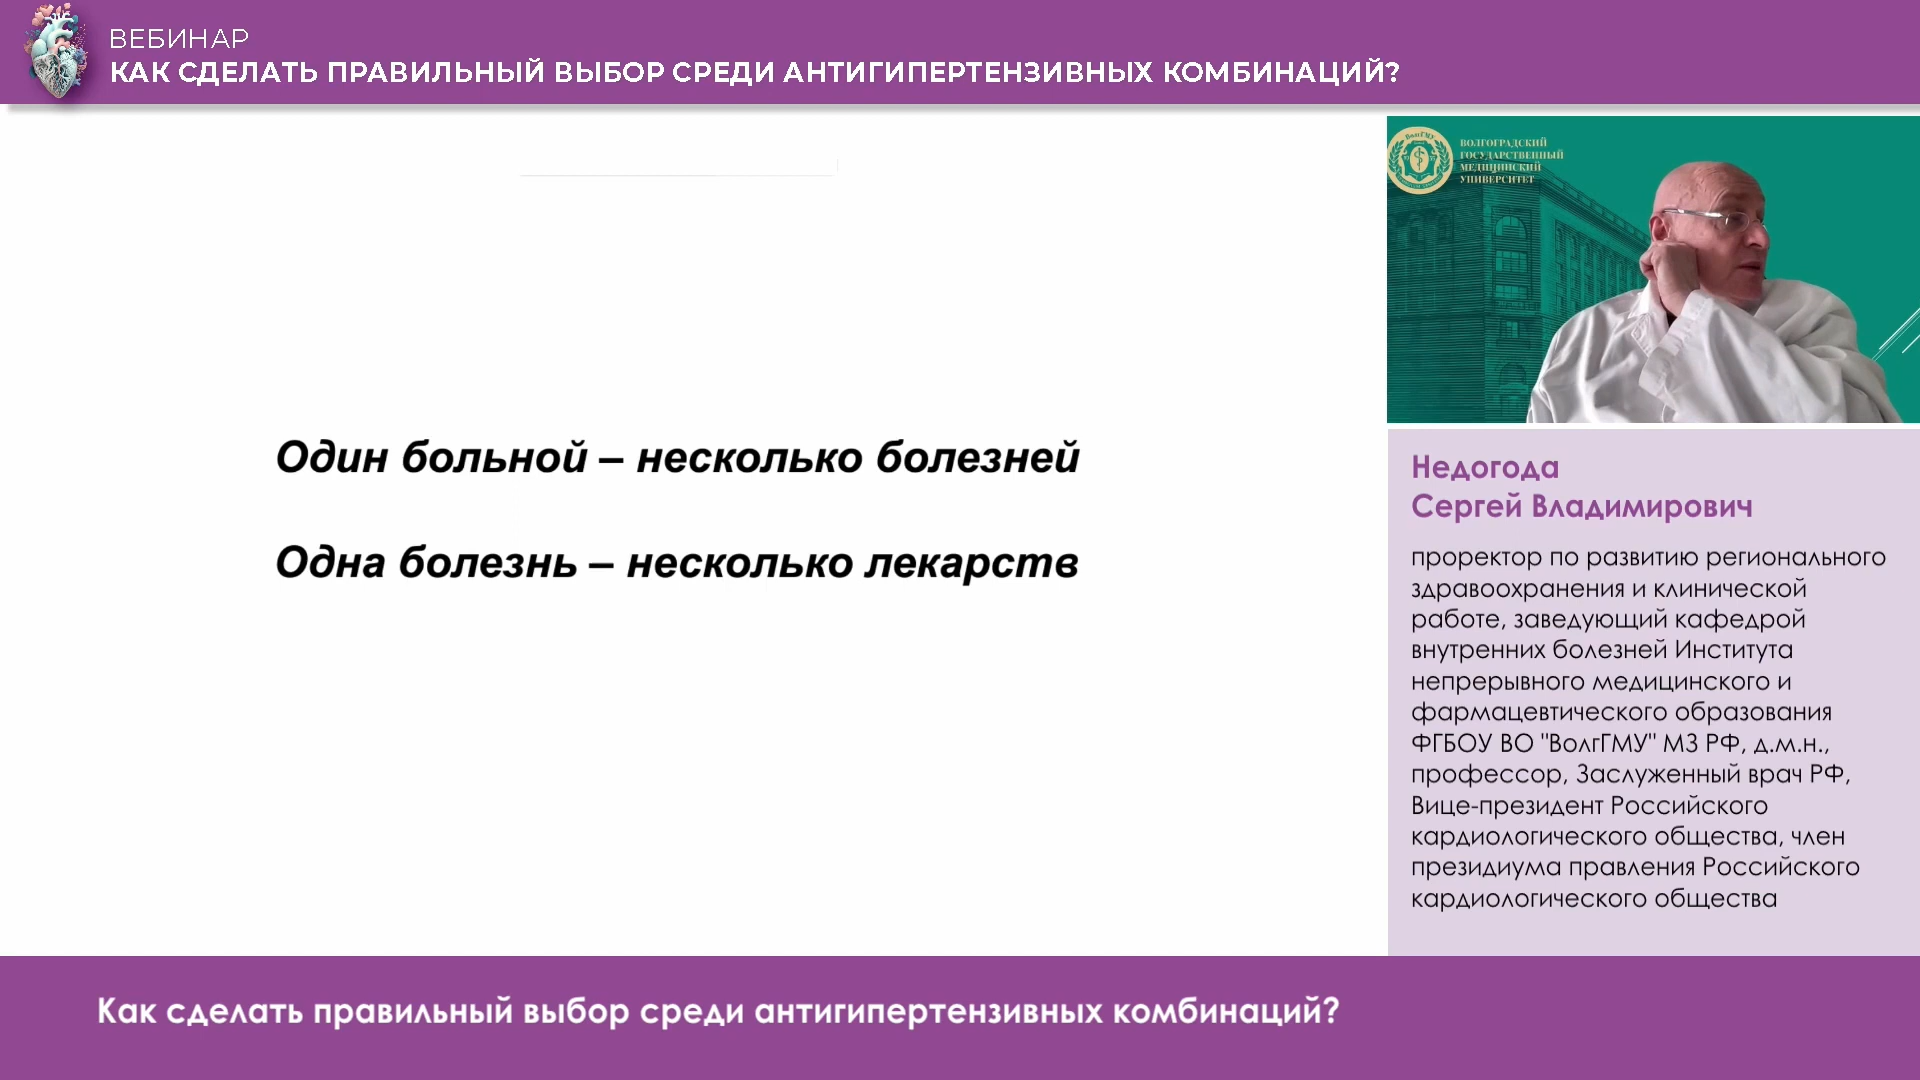 ВЕБИНАР
КАК СДЕЛАТЬ ПРАВИЛЬНЫЙ ВЫБОР СРЕДИ АНТИГИПЕРТЕНЗИВНЫХ КОМБИНАЦИЙ?
ВолгГМУ
ВОЛГОГРАДСКИЙ
ГОСУДАРСТВЕННЫЙ
МЕДИЦИНСКИЙ
УНИВЕРСИТЕТ
Один больной – несколько болезней
Одна болезнь – несколько лекарств
Недогода
Сергей Владимирович
проректор по развитию регионального
здравоохранения и клинической
работе, заведующий кафедрой
внутренних болезней Института
непрерывного медицинского и
фармацевтического образования
ФГБОУ ВО "ВолгГМУ" МЗ РФ, д.м.н.,
профессор, Заслуженный врач РФ,
Вице-президент Российского
кардиологического общества, член
президиума правления Российского
кардиологического общества
Как сделать правильный выбор среди антигипертензивных комбинаций?